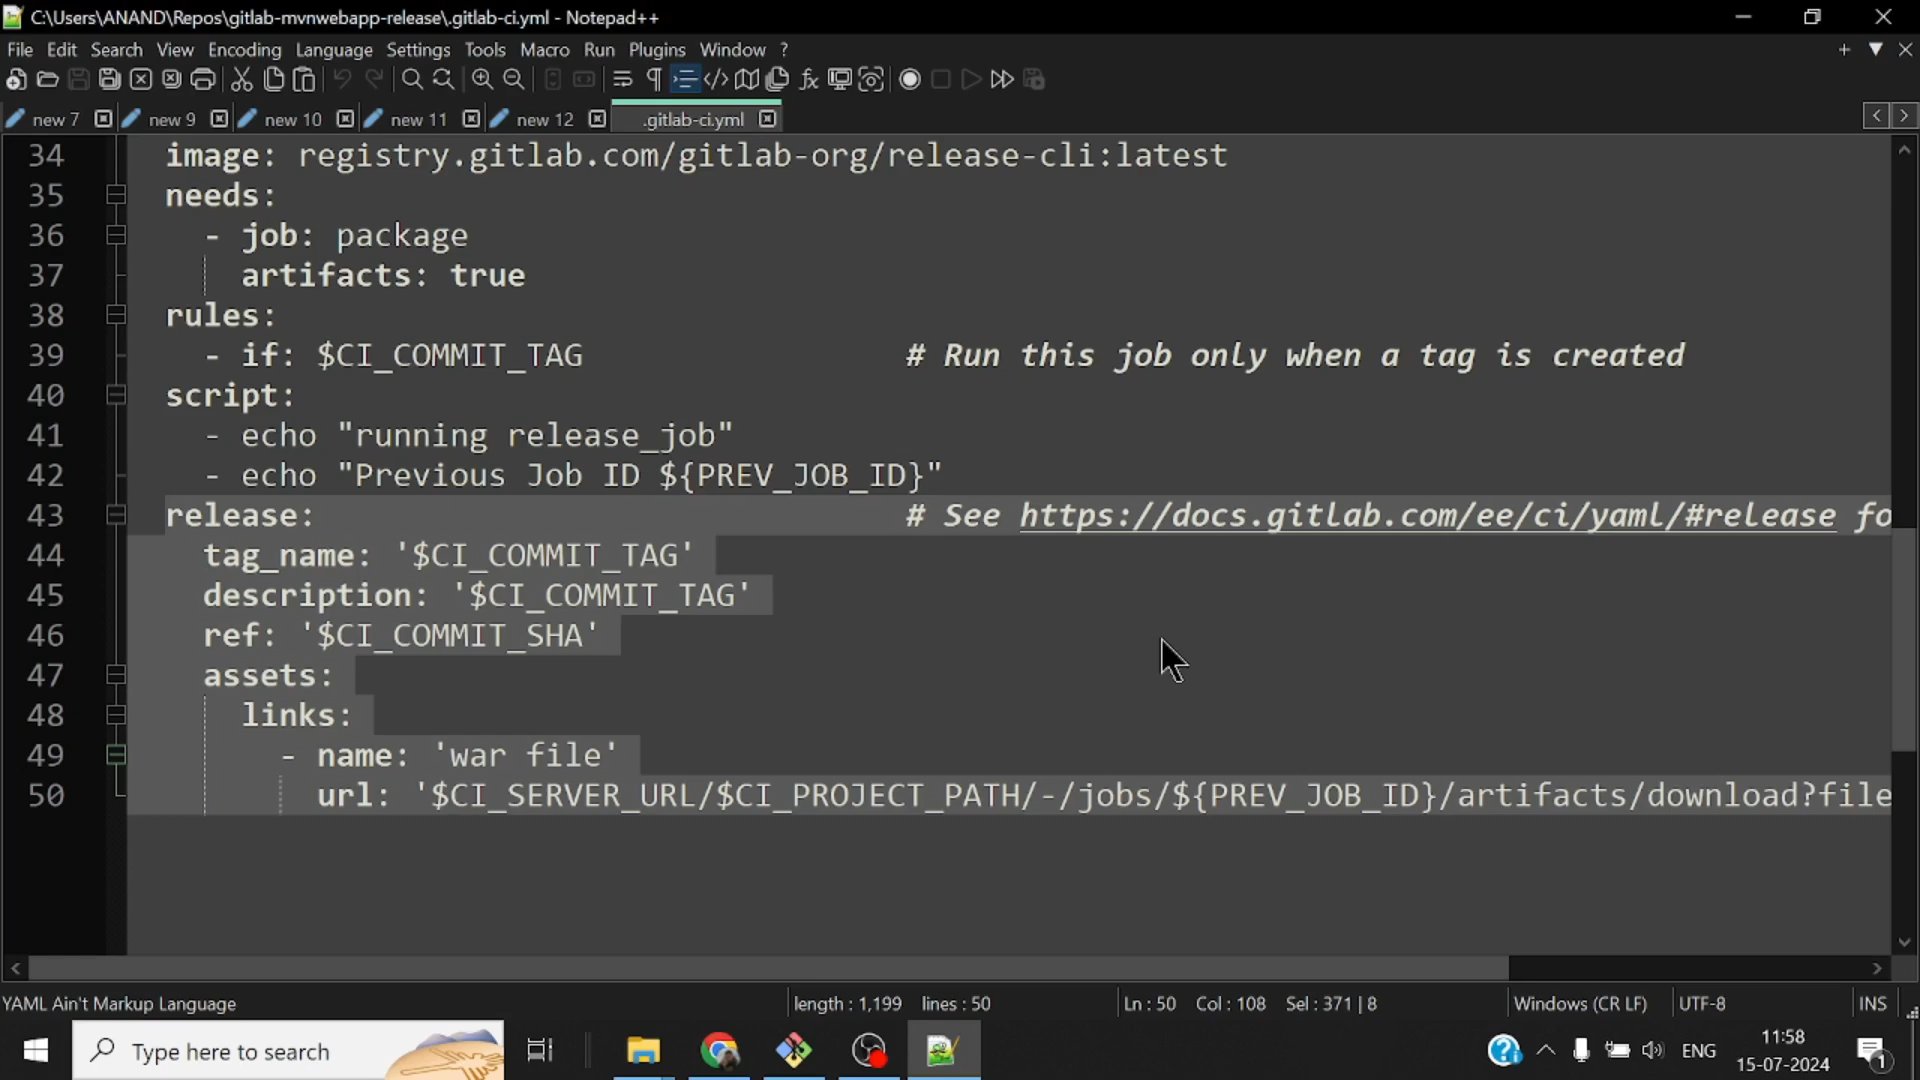 C:\Users\ANAND\Repos\gitlab-mvnwebapp-release\.gitlab-ci.yml - Notepad++
File Edit Search View Encoding Language Settings Tools Macro Run Plugins Window ?
new 7 new 9 new 10 new 11 new 12 .gitlab-ci.yml
34 image: registry.gitlab.com/gitlab-org/release-cli:latest
35 needs:
36 - job: package
37 artifacts: true
38 rules:
39 - if: $CI_COMMIT_TAG # Run this job only when a tag is created
40 script:
41 - echo "running release_job"
42 - echo "Previous Job ID ${PREV_JOB_ID}"
43 release: # See https://docs.gitlab.com/ee/ci/yaml/#release fo
44 tag_name: '$CI_COMMIT_TAG'
45 description: '$CI_COMMIT_TAG'
46 ref: '$CI_COMMIT_SHA'
47 assets:
48 links:
49 - name: 'war file'
50 url: '$CI_SERVER_URL/$CI_PROJECT_PATH/-/jobs/${PREV_JOB_ID}/artifacts/download?file
YAML Ain't Markup Language length : 1,199 lines : 50 Ln : 50 Col : 108 Sel : 371 | 8 Windows (CR LF) UTF-8 INS
Type here to search ENG 11:58
15-07-2024 1